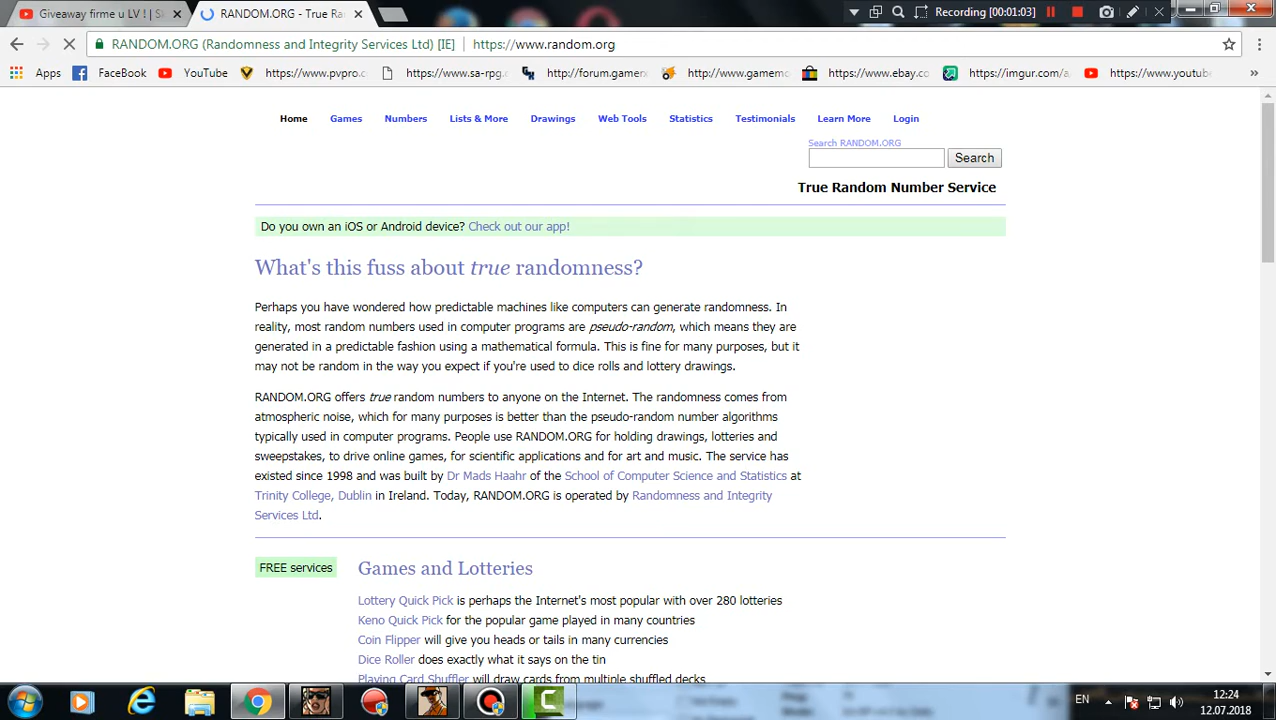 Giveaway firme u LV ! | Sk
RANDOM.ORG - True Ra
Recording [00:01:03]
RANDOM.ORG (Randomness and Integrity Services Ltd) [IE] | https://www.random.org
Apps FaceBook YouTube https://www.pvpro.c https://www.sa-rpg.c http://forum.gamerx http://www.gamemo https://www.ebay.co https://imgur.com/a https://www.youtub »
Home Games Numbers Lists & More Drawings Web Tools Statistics Testimonials Learn More Login
Search RANDOM.ORG
Search
True Random Number Service
Do you own an iOS or Android device? Check out our app!
What's this fuss about true randomness?
Perhaps you have wondered how predictable machines like computers can generate randomness. In
reality, most random numbers used in computer programs are pseudo-random, which means they are
generated in a predictable fashion using a mathematical formula. This is fine for many purposes, but it
may not be random in the way you expect if you're used to dice rolls and lottery drawings.
RANDOM.ORG offers true random numbers to anyone on the Internet. The randomness comes from
atmospheric noise, which for many purposes is better than the pseudo-random number algorithms
typically used in computer programs. People use RANDOM.ORG for holding drawings, lotteries and
sweepstakes, to drive online games, for scientific applications and for art and music. The service has
existed since 1998 and was built by Dr Mads Haahr of the School of Computer Science and Statistics at
Trinity College, Dublin in Ireland. Today, RANDOM.ORG is operated by Randomness and Integrity
Services Ltd.
FREE services
Games and Lotteries
Lottery Quick Pick is perhaps the Internet's most popular with over 280 lotteries
Keno Quick Pick for the popular game played in many countries
Coin Flipper will give you heads or tails in many currencies
Dice Roller does exactly what it says on the tin
Playing Card Shuffler will draw cards from multiple shuffled decks
EN
12:24
12.07.2018